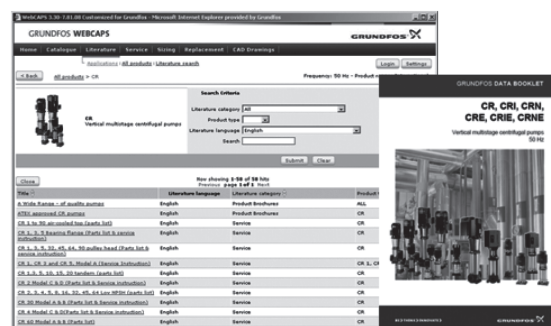 WebCAPS 3.30-7.01.08 Customized for Grundfos - Microsoft Internet Explorer provided by Grundfos
GRUNDFOS WEBCAPS
GRUNDFOS
Home Catalogue Literature Service Sizing Replacement CAD Drawings
Applications All products Literature search
Login Settings
< Back All products > CR
Frequency: 50 Hz - Product
Search Criteria
Literature category All
Product type
Literature language English
Search
Submit Clear
CR
Vertical multistage centrifugal pumps
Close
Now showing 1-58 of 58 hits
Previous page 1 of 1 Next
Title Literature language Literature category Product
A Wide Range - of quality pumps English Product Brochures ALL
ATEX approved CR pumps English Product Brochures CR
CR 1 to 90 air-cooled top (parts list) English Service CR
CR 1, 3, 5 Bearing flange (Parts list & service instruction) English Service CR
CR 1, 3, 5, 32, 45, 64, 90 pulley head (Parts list & service instruction) English Service CR
CR 1, CR 3 and CR 5, Model A (Service instruction) English Service CR 1, C
CR 1,3, 5, 10, 15, 20 tandem (parts list) English Service CR
CR 2 Model C & D (Parts list & service instruction) English Service CR
CR 2, 3, 4, 5, 8, 16, 32, 45, 64 Low NPSH (parts list) English Service CR
CR 30 Model A & B (Parts list & service instruction) English Service CR
CR 4 Model C & D(Parts list & service instruction) English Service CR
CR 60 Model A & B (Parts list) English Service CR
GRUNDFOS DATA BOOKLET
CR, CRI, CRN,
CRE, CRIE, CRNE
Vertical multistage centrifugal pumps
50 Hz
GRUNDFOS